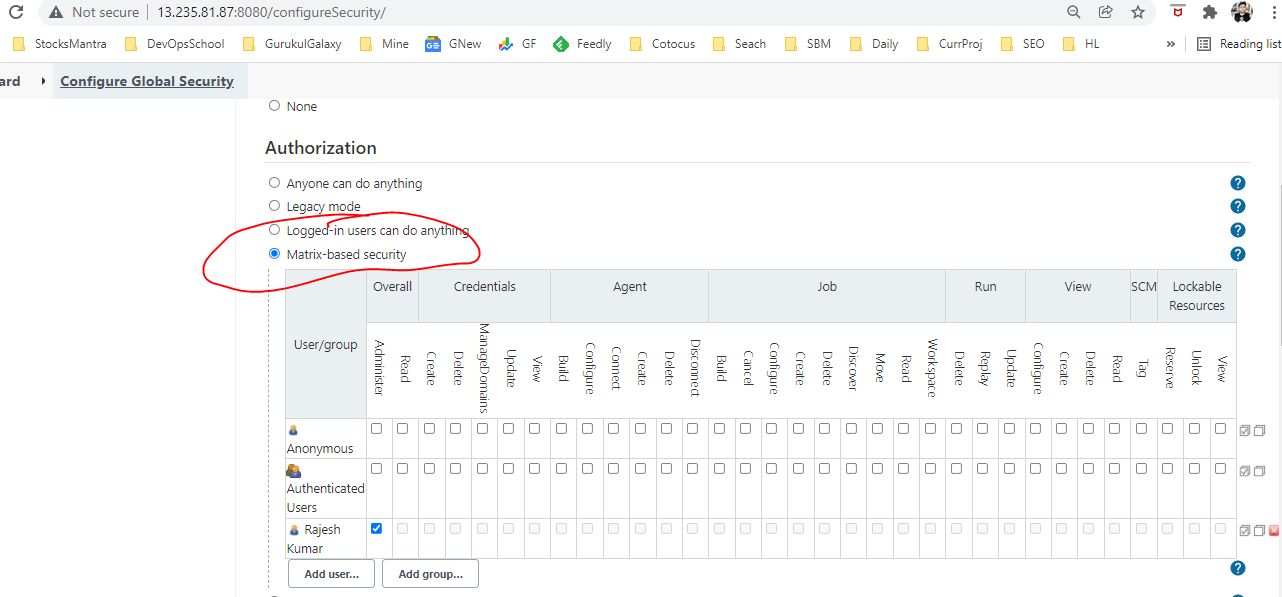 Not secure 13.235.81.87:8080/configureSecurity/
StocksMantra DevOpsSchool GurukulGalaxy Mine GNew GF Feedly Cotocus Seach SBM Daily CurrProj SEO HL » Reading list
ard Configure Global Security
None
Authorization
Anyone can do anything
Legacy mode
Logged-in users can do anything
Matrix-based security
User/group Overall Credentials Agent Job Run View SCM Lockable Resources
Administer Read Create Delete ManageDomains Update View Build Configure Connect Create Delete Disconnect Build Cancel Configure Create Delete Discover Move Read Workspace Delete Replay Update Configure Create Delete Read Tag Reserve Unlock View
Anonymous
Authenticated
Users
Rajesh
Kumar
Add user... Add group...